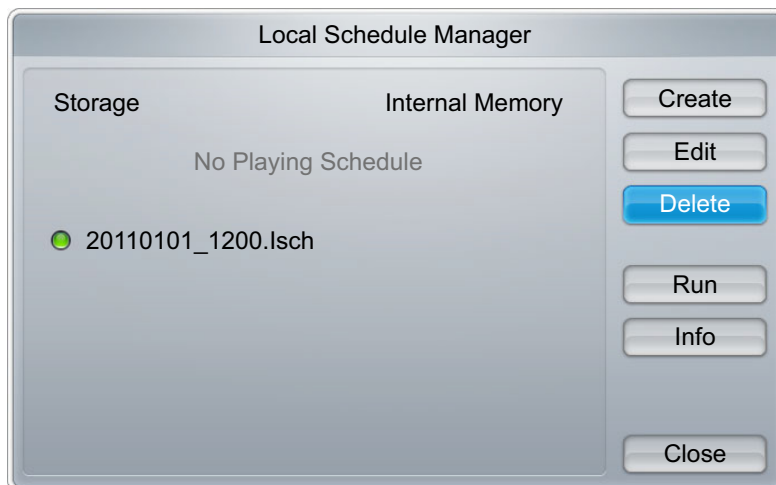 Local Schedule Manager
Storage Internal Memory
No Playing Schedule
20110101_1200.lsch
Create
Edit
Delete
Run
Info
Close